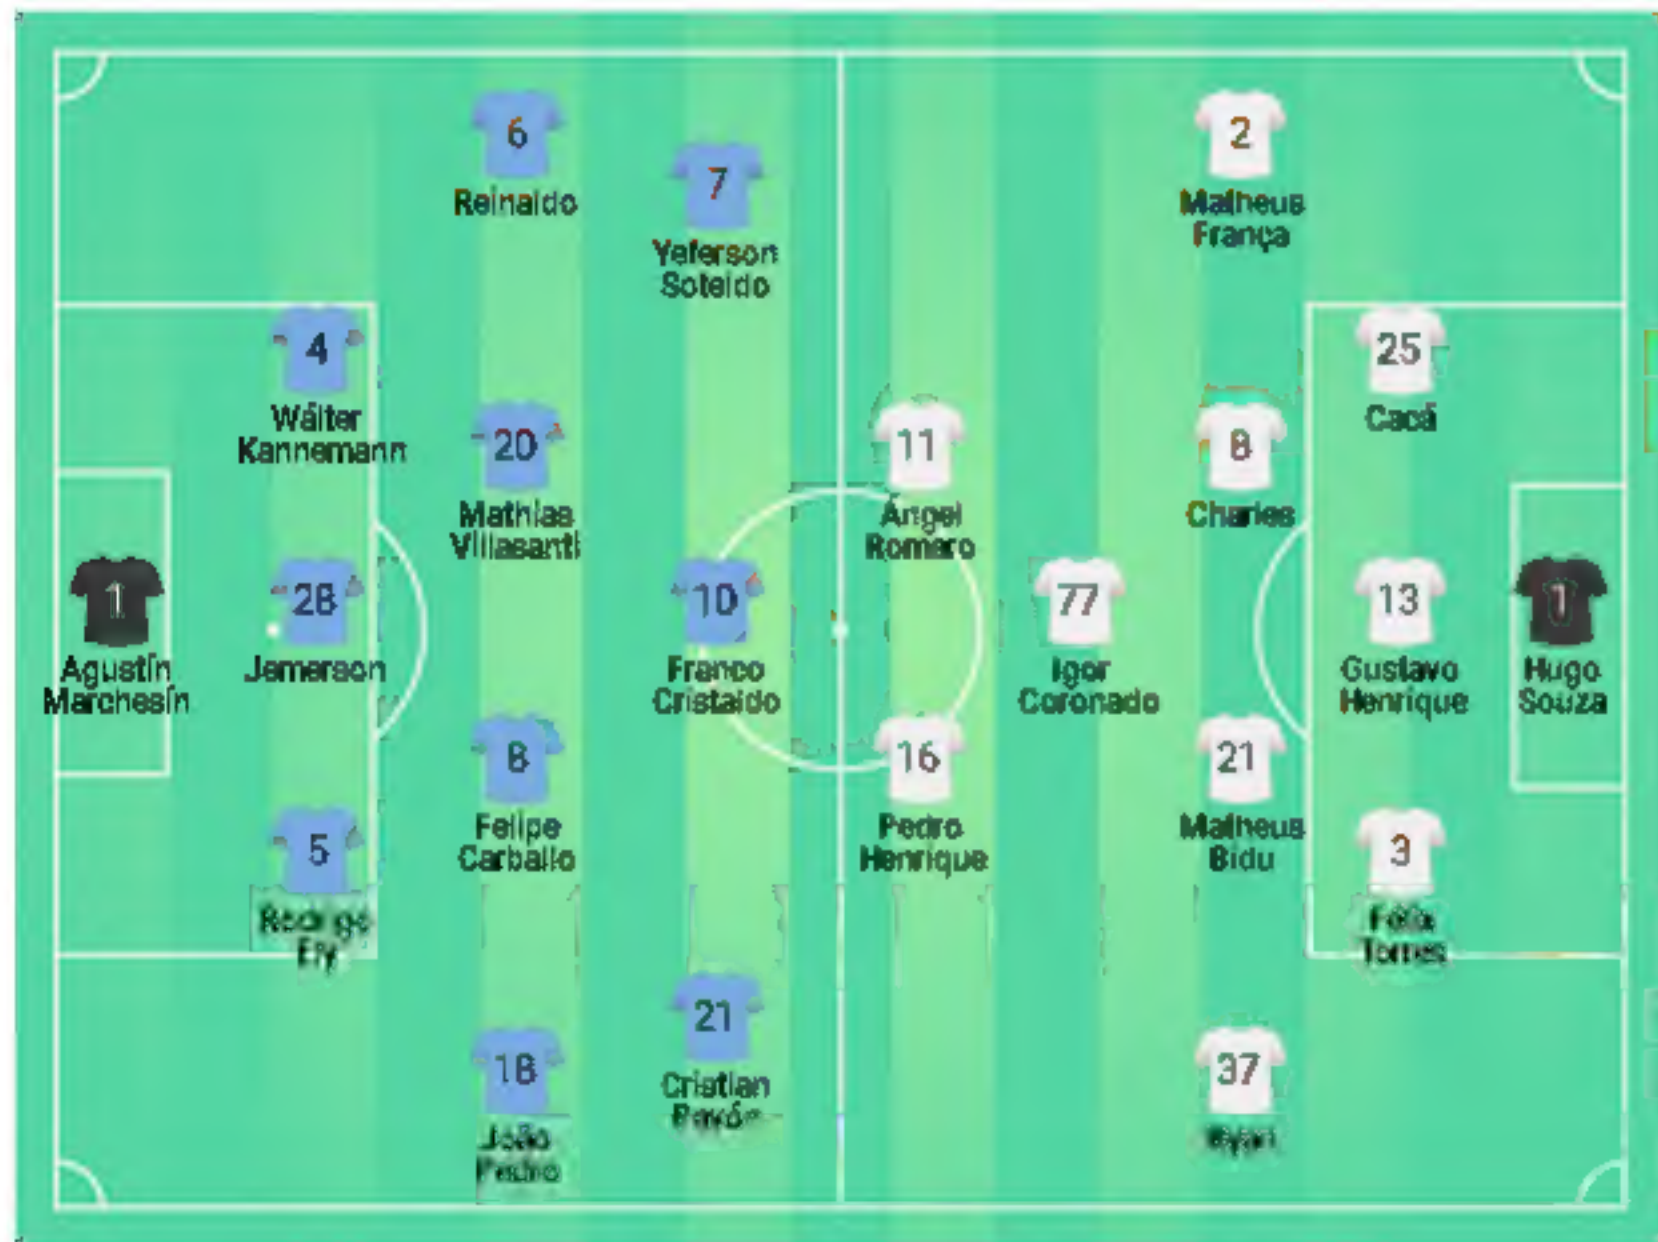 6
Reinaldo
7
Yeferson
Soteldo
4
Wálter
Kannemann
20
Mathias
Villasanti
1
Agustín
Marchesín
28
Jemerson
10
Franco
Cristaldo
8
Felipe
Carballo
5
Rodrigo
Ely
18
João
Pedro
21
Cristian
Pavón
2
Matheus
França
25
Cacá
11
Ángel
Romero
8
Charles
77
Igor
Coronado
13
Gustavo
Henrique
1
Hugo
Souza
16
Pedro
Henrique
21
Matheus
Bidu
3
Félix
Torres
37